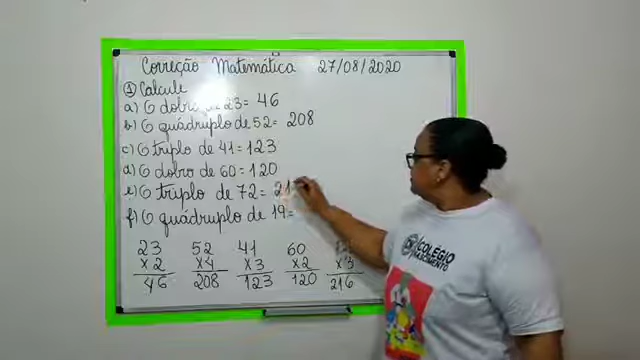 Correção Matemática 27/08/2020
① Calcule
a) O dobro de 23= 46
b) O quádruplo de 52= 208
c) O triplo de 41= 123
d) O dobro de 60= 120
e) O triplo de 72= 21
f) O quádruplo de 19=
23 52 41 60
x2 x4 x3 x2 x3
46 208 123 120 216
COLÉGIO
NASCIMENTO